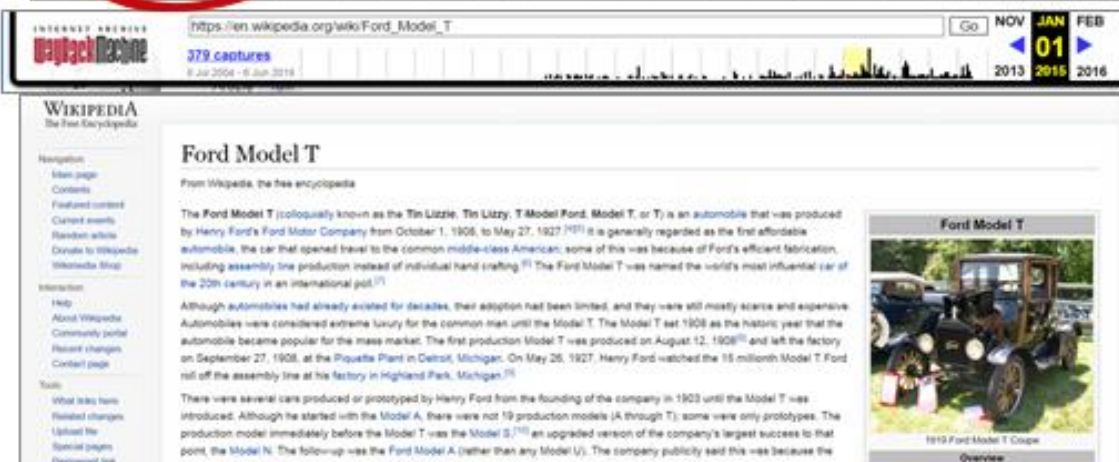 INTERNET ARCHIVE
WayBack Machine
https://en.wikipedia.org/wiki/Ford_Model_T
Go
NOV JAN FEB
01
379 captures
6 Jul 2004 - 6 Jun 2016
2013 2015 2016
WIKIPEDIA
The Free Encyclopedia
Navigation
Main page
Contents
Featured content
Current events
Random article
Donate to Wikipedia
Wikimedia Shop
Interaction
Help
About Wikipedia
Community portal
Recent changes
Contact page
Tools
What links here
Related changes
Upload file
Special pages
Permanent link
Ford Model T
From Wikipedia, the free encyclopedia
The Ford Model T (colloquially known as the Tin Lizzie, Tin Lizzy, T-Model Ford, Model T, or T) is an automobile that was produced
by Henry Ford's Ford Motor Company from October 1, 1908, to May 27, 1927. It is generally regarded as the first affordable
automobile, the car that opened travel to the common middle-class American; some of this was because of Ford's efficient fabrication,
including assembly line production instead of individual hand crafting. The Ford Model T was named the world's most influential car of
the 20th century in an international poll.
Although automobiles had already existed for decades, their adoption had been limited, and they were still mostly scarce and expensive.
Automobiles were considered extreme luxury for the common man until the Model T. The Model T set 1908 as the historic year that the
automobile became popular for the mass market. The first production Model T was produced on August 12, 1908 and left the factory
on September 27, 1908, at the Piquette Plant in Detroit, Michigan. On May 26, 1927, Henry Ford watched the 15 millionth Model T Ford
roll off the assembly line at his factory in Highland Park, Michigan.
There were several cars produced or prototyped by Henry Ford from the founding of the company in 1903 until the Model T was
introduced. Although he started with the Model A, there were not 19 production models (A through T); some were only prototypes. The
production model immediately before the Model T was the Model S, an upgraded version of the company's largest success to that
point, the Model N. The follow-up was the Ford Model A (rather than any Model U). The company publicly said this was because the
Ford Model T
1919 Ford Model T Coupe
Overview